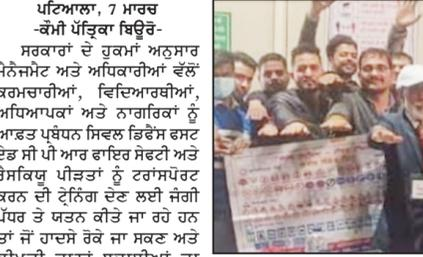 ਪਟਿਆਲਾ, 7 ਮਾਰਚ
-ਕੌਮੀ ਪੱਤ੍ਰਿਕਾ ਬਿਊਰੋ-
ਸਰਕਾਰਾਂ ਦੇ ਹੁਕਮਾਂ ਅਨੁਸਾਰ
ਮੈਨੇਜਮੈਂਟ ਅਤੇ ਅਧਿਕਾਰੀਆਂ ਵੱਲੋਂ
ਕਰਮਚਾਰੀਆਂ, ਵਿਦਿਆਰਥੀਆਂ,
ਅਧਿਆਪਕਾਂ ਅਤੇ ਨਾਗਰਿਕਾਂ ਨੂੰ
ਆਫ਼ਤ ਪ੍ਰਬੰਧਨ ਸਿਵਲ ਡਿਫੈਂਸ ਫਸਟ
ਏਡ ਸੀ ਪੀ ਆਰ ਫਾਇਰ ਸੇਫਟੀ ਅਤੇ
ਰੈਸਕਿਯੂ ਪੀੜਤਾਂ ਨੂੰ ਟਰਾਂਸਪੋਰਟ
ਕਰਨ ਦੀ ਟ੍ਰੇਨਿੰਗ ਦੇਣ ਲਈ ਜੰਗੀ
ਪੱਧਰ ਤੇ ਯਤਨ ਕੀਤੇ ਜਾ ਰਹੇ ਹਨ
ਤਾਂ ਜੋਂ ਹਾਦਸੇ ਰੋਕੇ ਜਾ ਸਕਣ ਅਤੇ